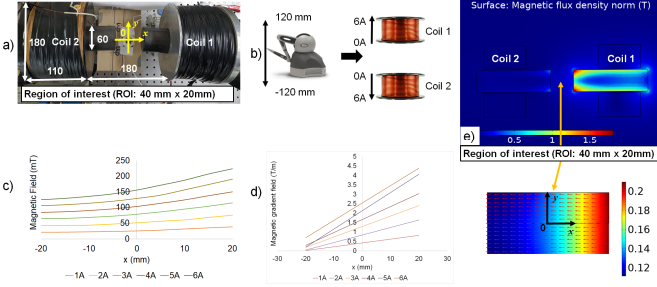 a)
180
Coil 2
60
0
y
x
Coil 1
110
180
Region of interest (ROI: 40 mm x 20mm)
b)
120 mm
-120 mm
6A
0A
Coil 1
0A
6A
Coil 2
c)
Magnetic Field (mT)
250
200
150
100
50
0
-20
-10
0
10
20
x (mm)
1A 2A 3A 4A 5A 6A
d)
Magnetic gradient field (T/m)
5
4.5
4
3.5
3
2.5
2
1.5
1
0.5
0
-30
-20
-10
0
10
20
30
x (mm)
1A 2A 3A 4A 5A 6A
Surface: Magnetic flux density norm (T)
Coil 2
Coil 1
e)
0.5 1 1.5
Region of interest (ROI: 40 mm x 20mm)
y
0
x
0.2
0.18
0.16
0.14
0.12